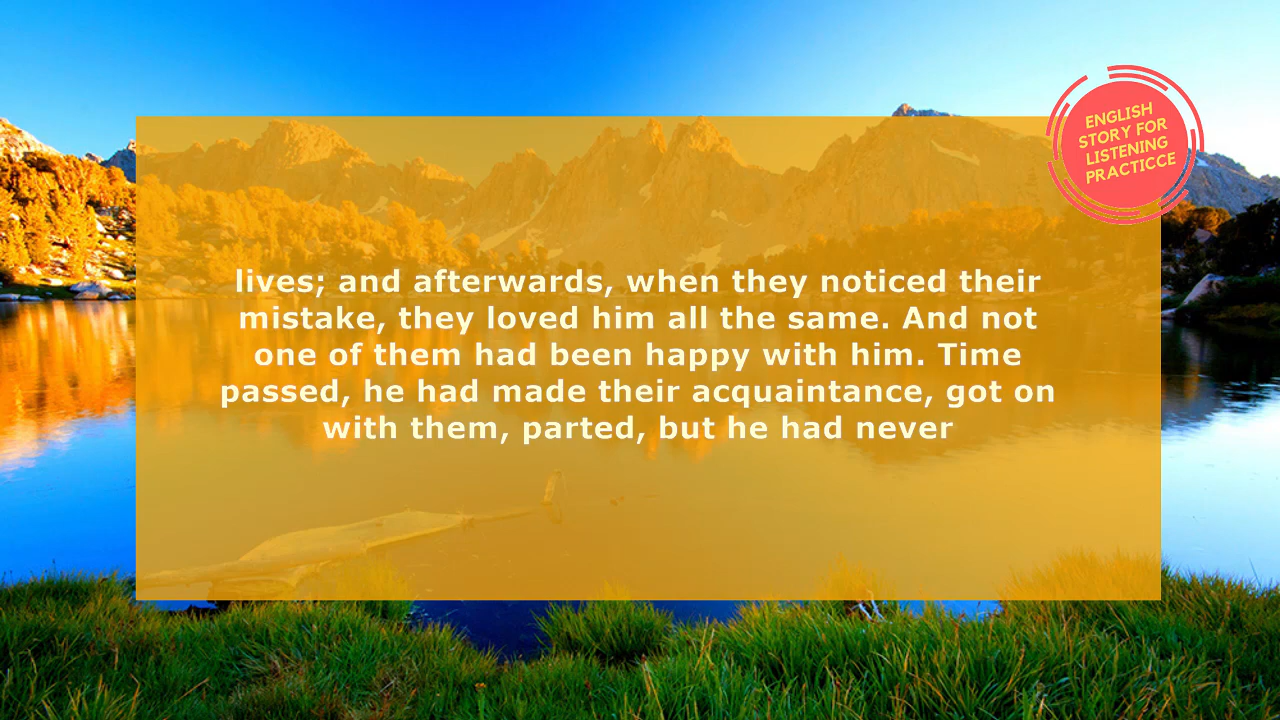 ENGLISH
STORY FOR
LISTENING
PRACTICCE
lives; and afterwards, when they noticed their
mistake, they loved him all the same. And not
one of them had been happy with him. Time
passed, he had made their acquaintance, got on
with them, parted, but he had never